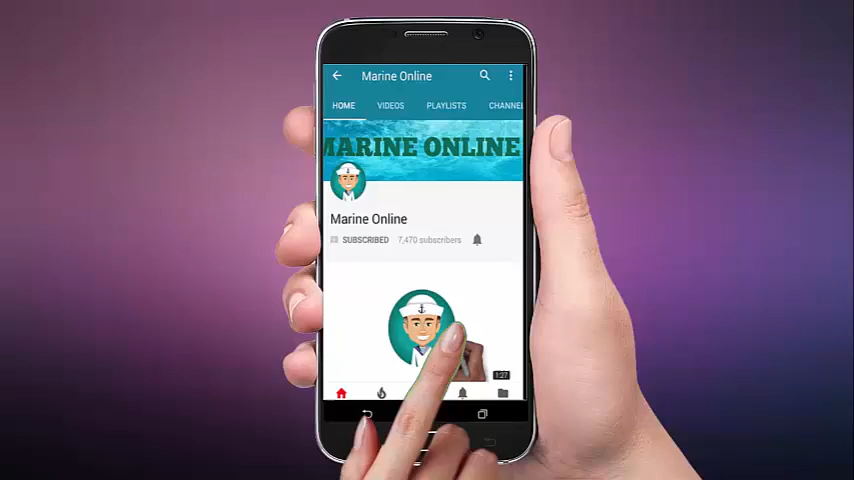 Marine Online
HOME VIDEOS PLAYLISTS CHANNEL
MARINE ONLINE
Marine Online
SUBSCRIBED 7,470 subscribers
1:27